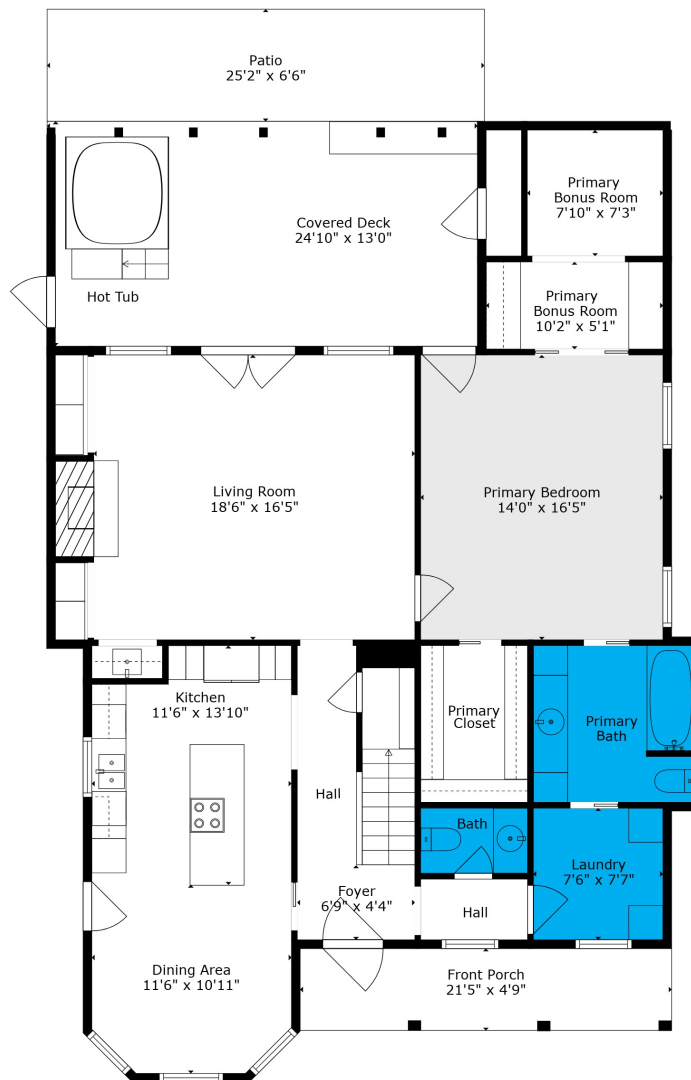 Patio
25'2" x 6'6"
Primary
Bonus Room
7'10" x 7'3"
Covered Deck
24'10" x 13'0"
Hot Tub
Primary
Bonus Room
10'2" x 5'1"
Living Room
18'6" x 16'5"
Primary Bedroom
14'0" x 16'5"
Kitchen
11'6" x 13'10"
Primary
Closet
Primary
Bath
Hall
Bath
Laundry
7'6" x 7'7"
Foyer
6'9" x 4'4"
Hall
Dining Area
11'6" x 10'11"
Front Porch
21'5" x 4'9"